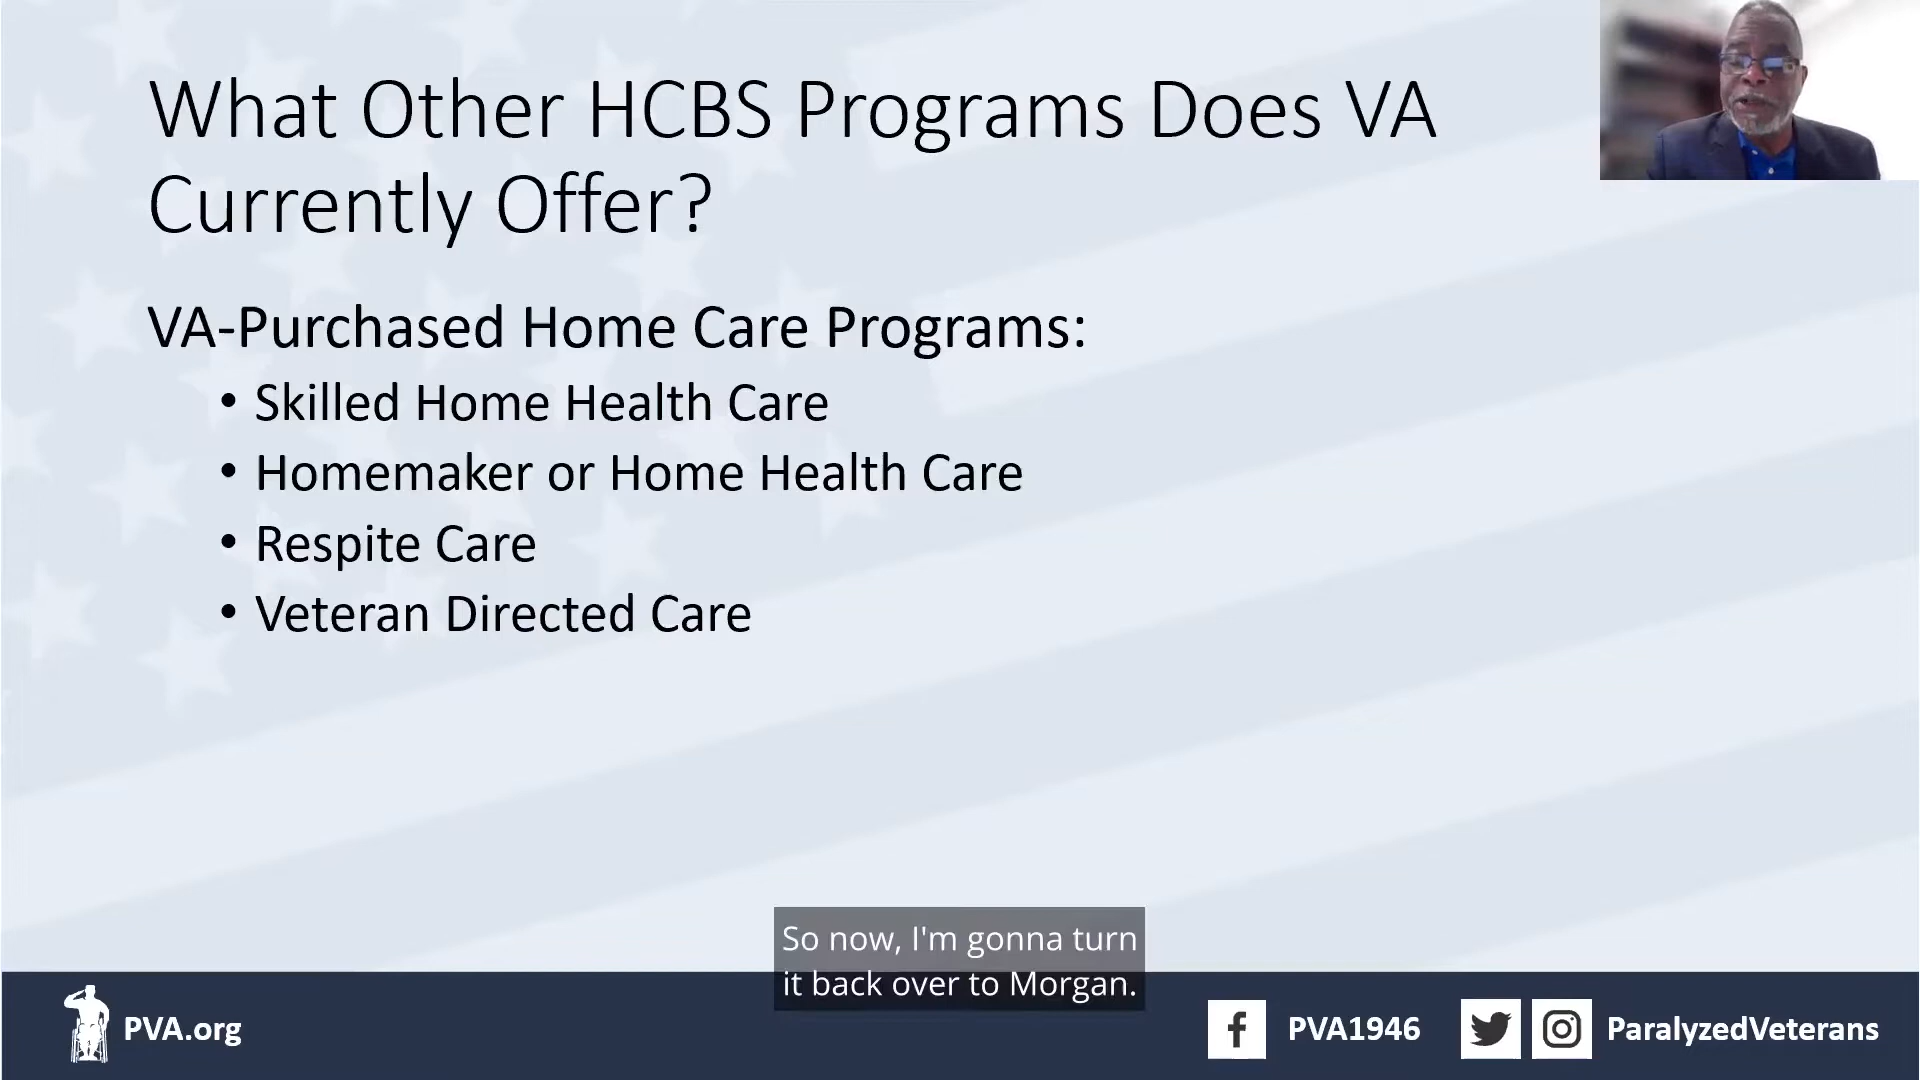 What Other HCBS Programs Does VA
Currently Offer?
VA-Purchased Home Care Programs:
• Skilled Home Health Care
• Homemaker or Home Health Care
• Respite Care
• Veteran Directed Care
So now, I'm gonna turn
it back over to Morgan.
PVA.org
PVA1946
ParalyzedVeterans